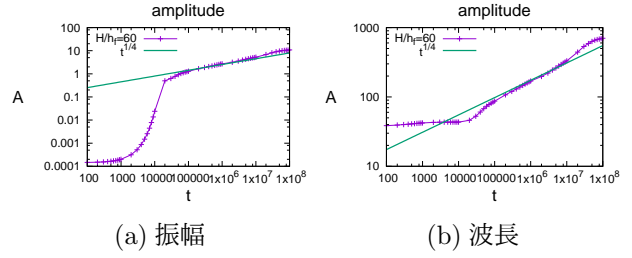 amplitude
H/h_f=60
t^{1/4}
A
10
5
1
0.1
0.01
0.001
0.0001
100
1000
10000
100000
1x10^6
1x10^7
1x10^8
t
(a) 振幅
amplitude
H/h_f=60
t^{1/4}
A
1000
100
10
100
1000
10000
100000
1x10^6
1x10^7
1x10^8
t
(b) 波長